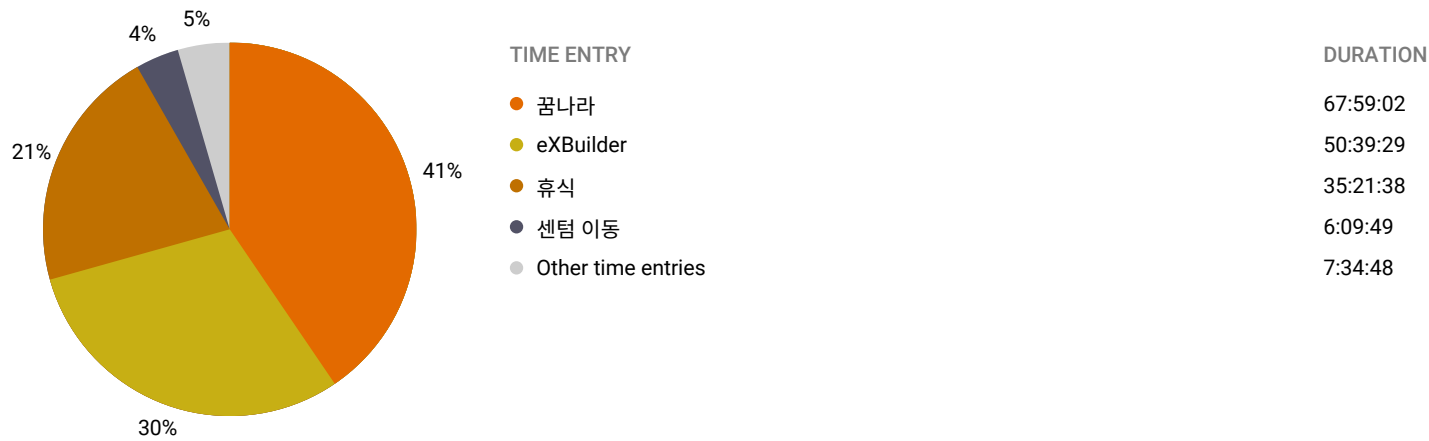 5%
4%
21%
41%
30%
TIME ENTRY DURATION
꿈나라 67:59:02
eXBuilder 50:39:29
휴식 35:21:38
센텀 이동 6:09:49
Other time entries 7:34:48